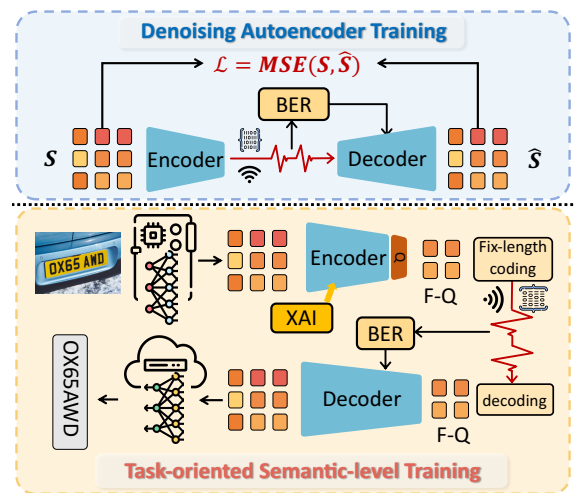 Denoising Autoencoder Training
ℒ = MSE(S, Ŝ)
BER
S
Encoder
Decoder
Ŝ
OX65 AWD
Encoder
Q
F-Q
Fix-length
coding
XAI
BER
OX65AWD
Decoder
F-Q
decoding
Task-oriented Semantic-level Training